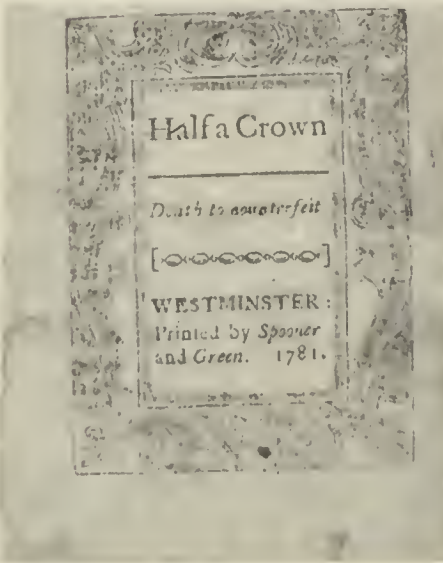 Half a Crown
Death to counterfeit
WESTMINSTER:
Printed by Spooner
and Green. 1781.